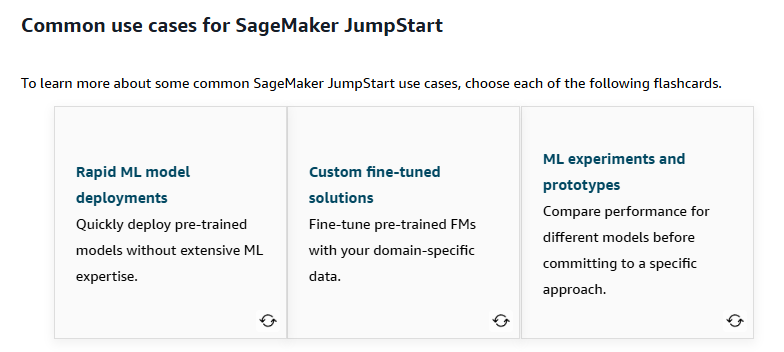 Common use cases for SageMaker JumpStart
To learn more about some common SageMaker JumpStart use cases, choose each of the following flashcards.
Rapid ML model
deployments
Quickly deploy pre-trained
models without extensive ML
expertise.
Custom fine-tuned
solutions
Fine-tune pre-trained FMs
with your domain-specific
data.
ML experiments and
prototypes
Compare performance for
different models before
committing to a specific
approach.